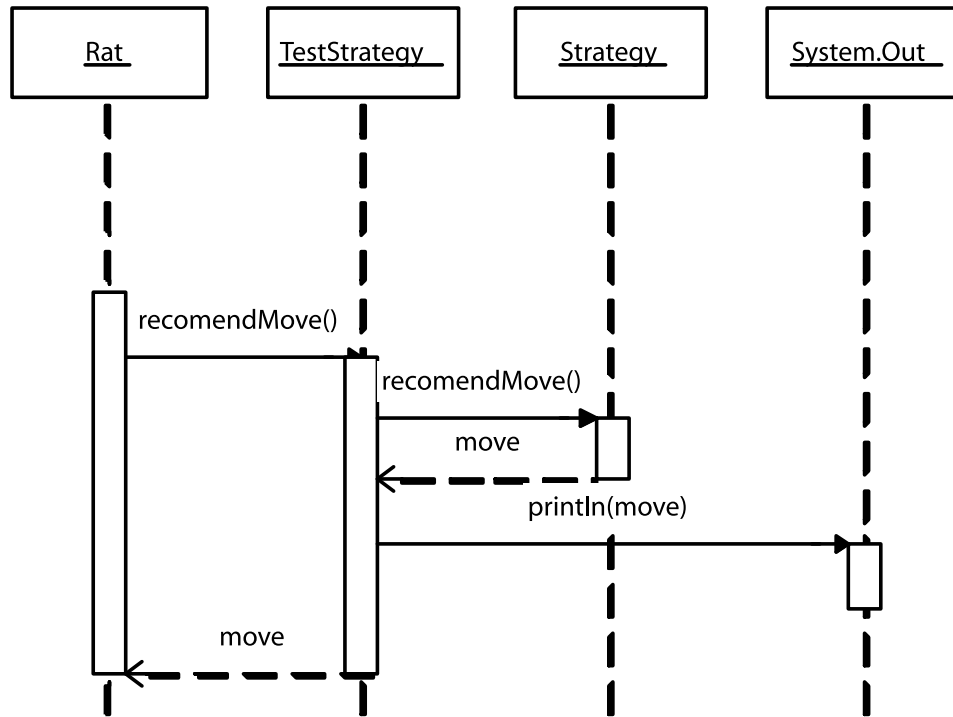 Rat
TestStrategy
Strategy
System.Out
recomendMove()
recomendMove()
move
println(move)
move